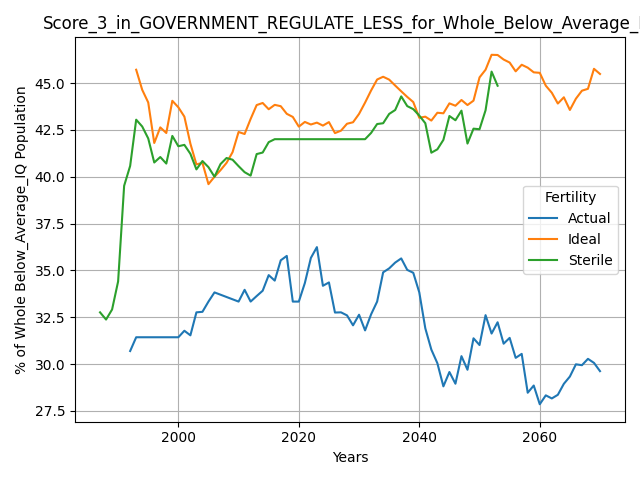 Score_3_in_GOVERNMENT_REGULATE_LESS_for_Whole_Below_Average_
% of Whole Below_Average_IQ Population
45.0
42.5
40.0
37.5
35.0
32.5
30.0
27.5
Fertility
Actual
Ideal
Sterile
2000
2020
2040
2060
Years